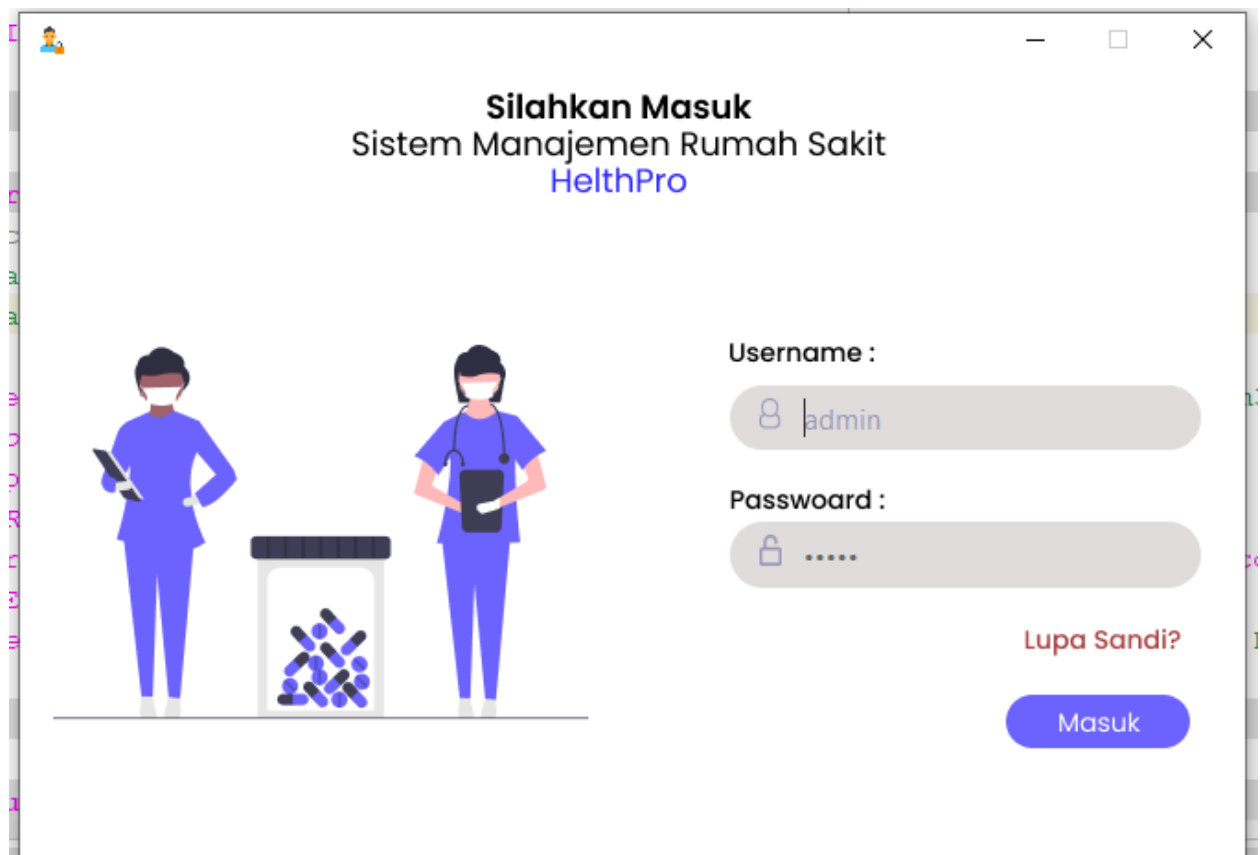 Silahkan Masuk
Sistem Manajemen Rumah Sakit
HelthPro
Username :
admin
Passwoard :
•••••
Lupa Sandi?
Masuk